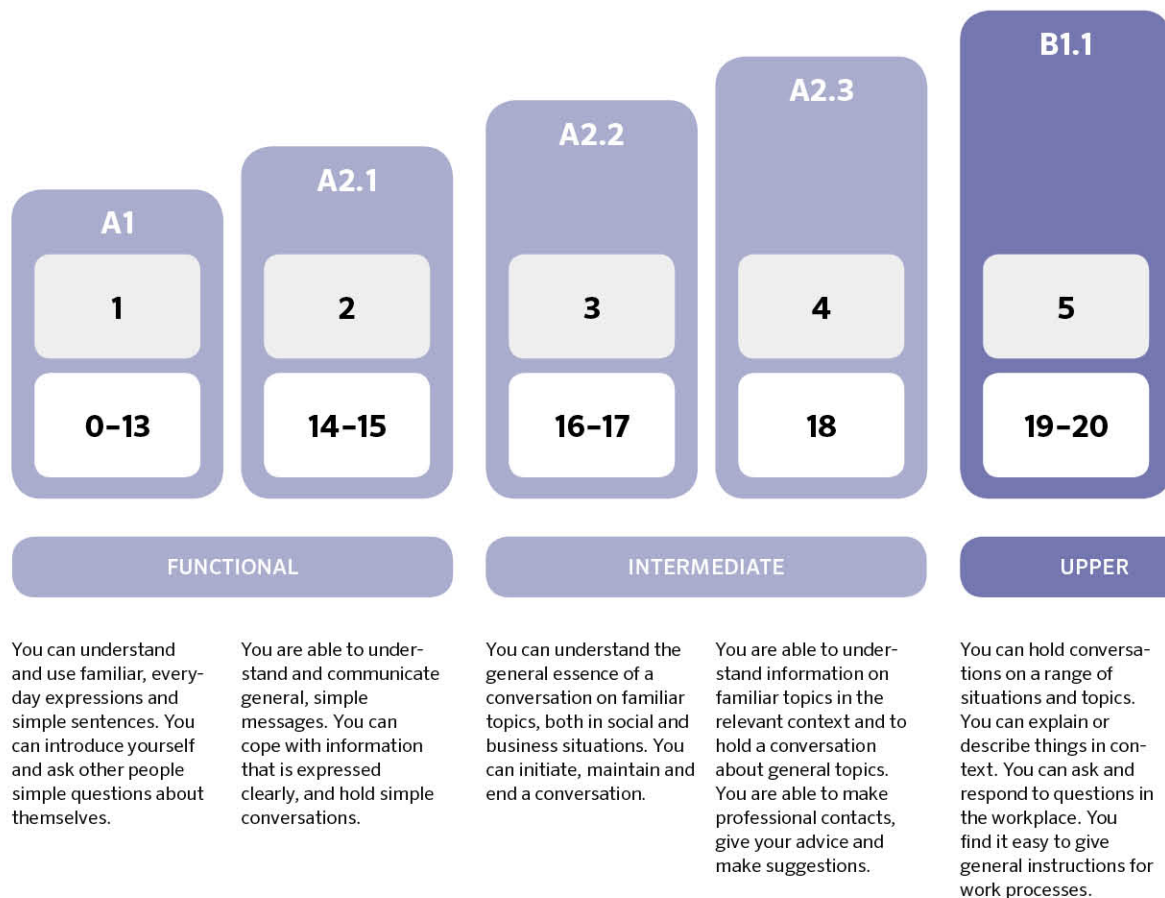 A1
1
0–13
A2.1
2
14–15
A2.2
3
16–17
A2.3
4
18
B1.1
5
19–20
FUNCTIONAL
INTERMEDIATE
UPPER
You can understand
and use familiar, every-
day expressions and
simple sentences. You
can introduce yourself
and ask other people
simple questions about
themselves.
You are able to under-
stand and communicate
general, simple
messages. You can
cope with information
that is expressed
clearly, and hold simple
conversations.
You can understand the
general essence of a
conversation on familiar
topics, both in social and
business situations. You
can initiate, maintain and
end a conversation.
You are able to under-
stand information on
familiar topics in the
relevant context and to
hold a conversation
about general topics.
You are able to make
professional contacts,
give your advice and
make suggestions.
You can hold conversa-
tions on a range of
situations and topics.
You can explain or
describe things in con-
text. You can ask and
respond to questions in
the workplace. You
find it easy to give
general instructions for
work processes.